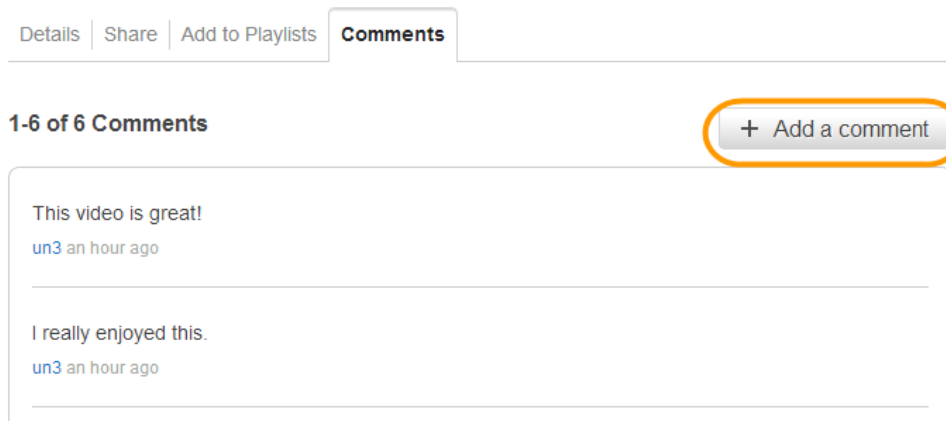 Details Share Add to Playlists Comments
1-6 of 6 Comments
+ Add a comment
This video is great!
un3 an hour ago
I really enjoyed this.
un3 an hour ago